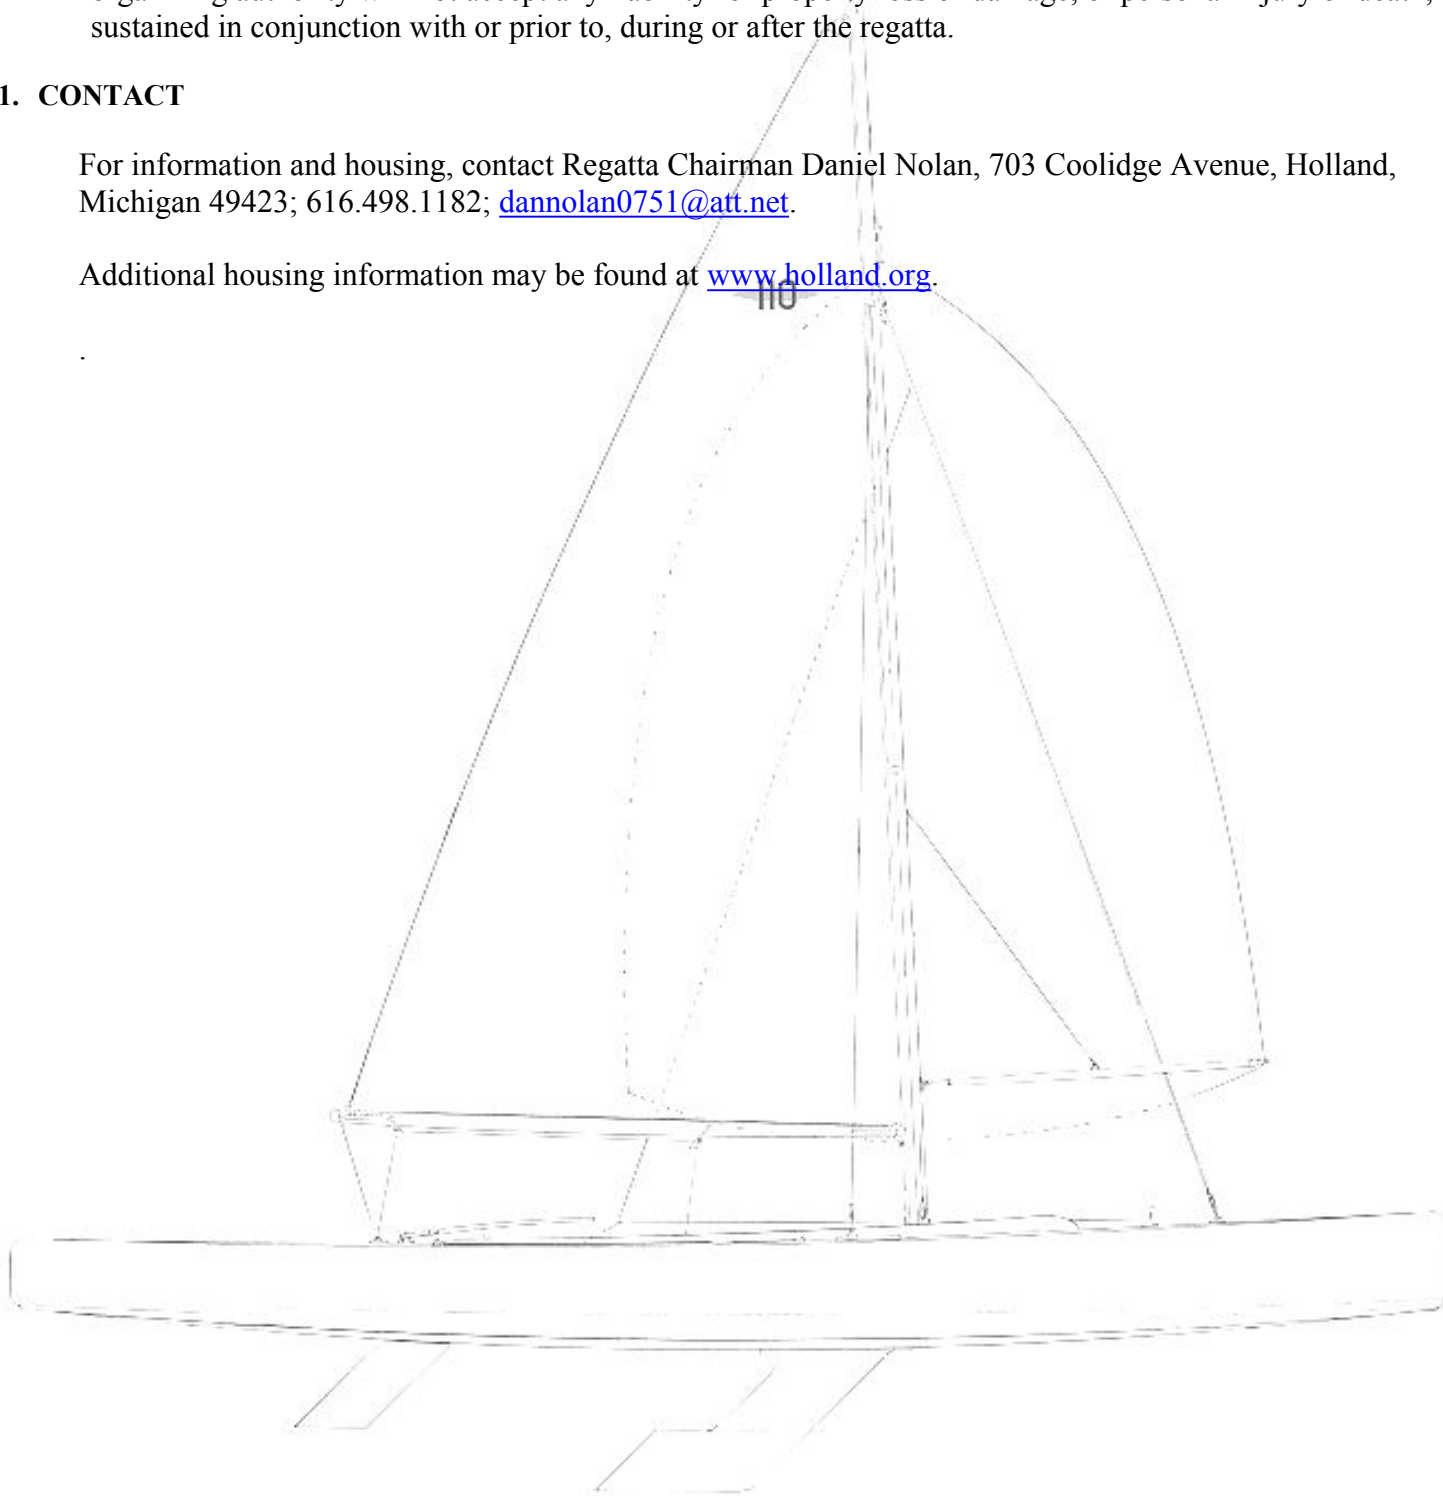 sustained in conjunction with or prior to, during or after the regatta.
1. CONTACT
For information and housing, contact Regatta Chairman Daniel Nolan, 703 Coolidge Avenue, Holland,
Michigan 49423; 616.498.1182; dannolan0751@att.net.
Additional housing information may be found at www.holland.org.
110
.